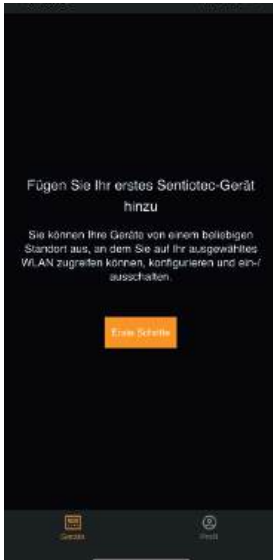 Fügen Sie Ihr erstes Sentiotec-Gerät
hinzu
Sie können Ihre Geräte von einem beliebigen
Standort aus, an dem Sie auf Ihr ausgewähltes
WLAN zugreifen können, konfigurieren und ein-/
ausschalten.
Erste Schritte
Geräte
Profil